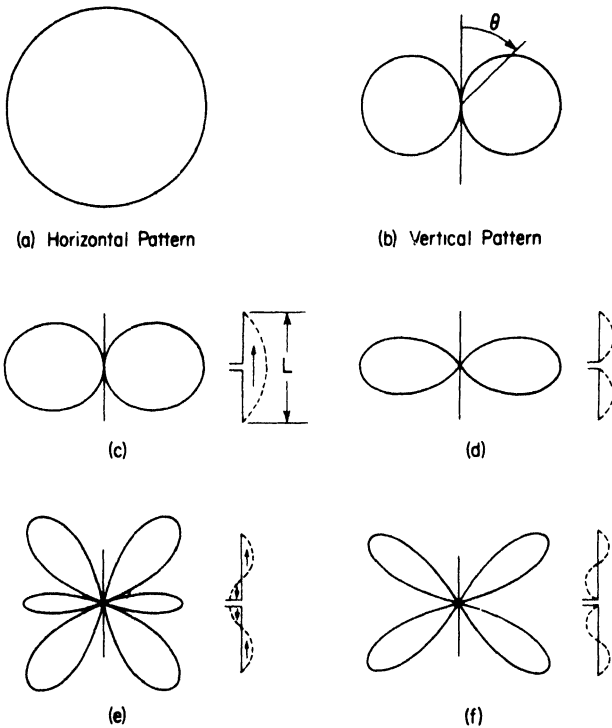 θ
(a) Horizontal Pattern
(b) Vertical Pattern
L
(c)
(d)
(e)
(f)